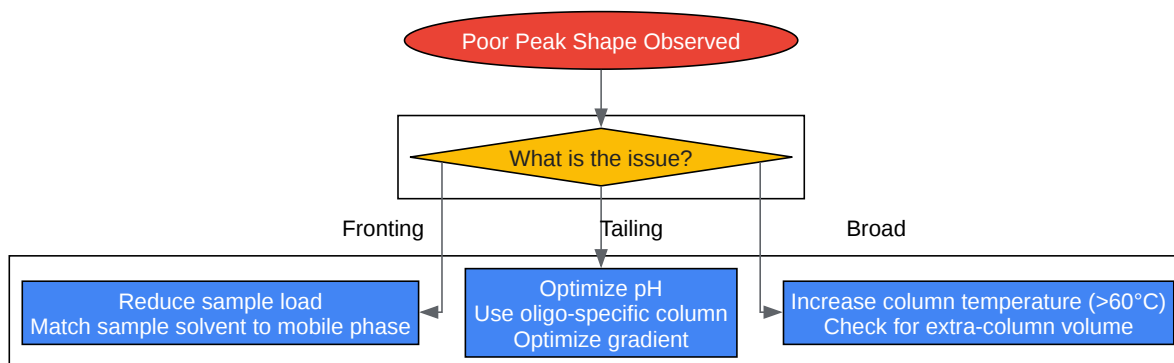 Poor Peak Shape Observed
What is the issue?
Fronting
Tailing
Broad
Reduce sample load
Match sample solvent to mobile phase
Optimize pH
Use oligo-specific column
Optimize gradient
Increase column temperature (>60°C)
Check for extra-column volume